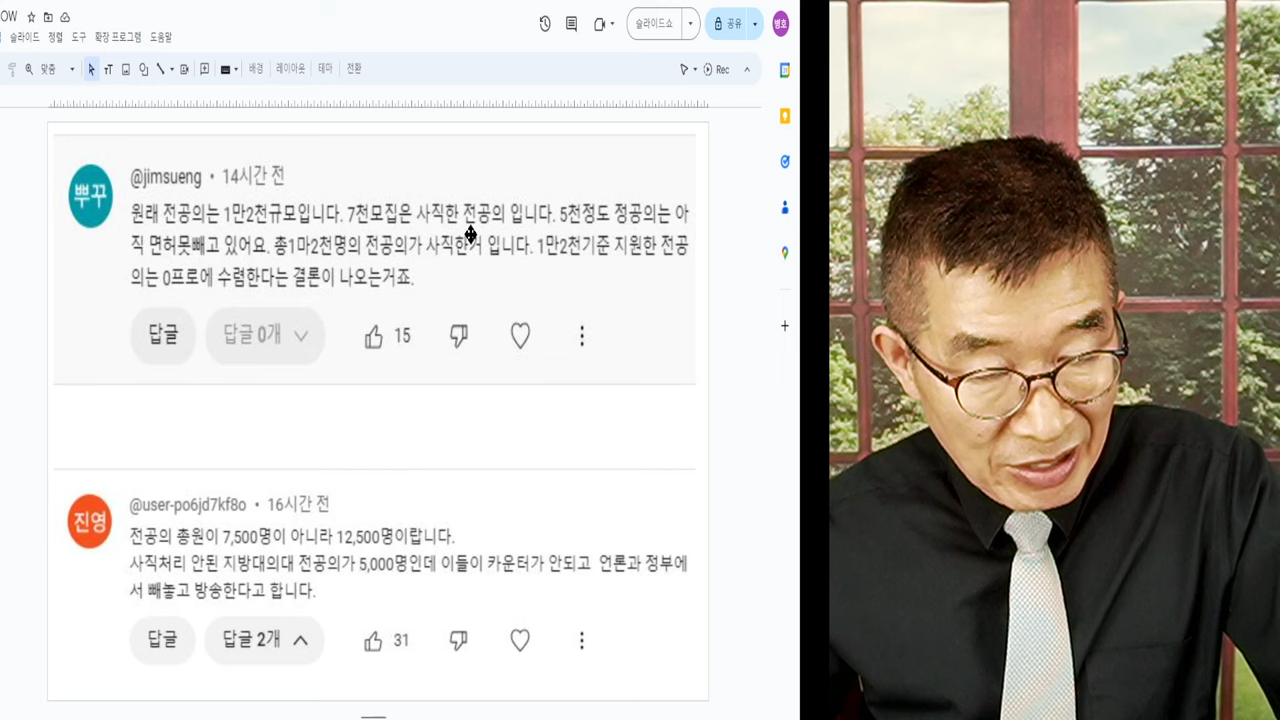 OW
슬라이드쇼
공유
병호
슬라이드 정렬 도구 확장 프로그램 도움말
맞춤
배경 레이아웃 테마 전환
Rec
뿌꾸
@jimsueng • 14시간 전
원래 전공의는 1만2천규모입니다. 7천모집은 사직한 전공의 입니다. 5천정도 정공의는 아
직 면허못빼고 있어요. 총1마2천명의 전공의가 사직한거 입니다. 1만2천기준 지원한 전공
의는 0프로에 수렴한다는 결론이 나오는거죠.
답글 답글 0개 15
진영
@user-po6jd7kf8o • 16시간 전
전공의 총원이 7,500명이 아니라 12,500명이랍니다.
사직처리 안된 지방대의대 전공의가 5,000명인데 이들이 카운터가 안되고 언론과 정부에
서 빼놓고 방송한다고 합니다.
답글 답글 2개 31